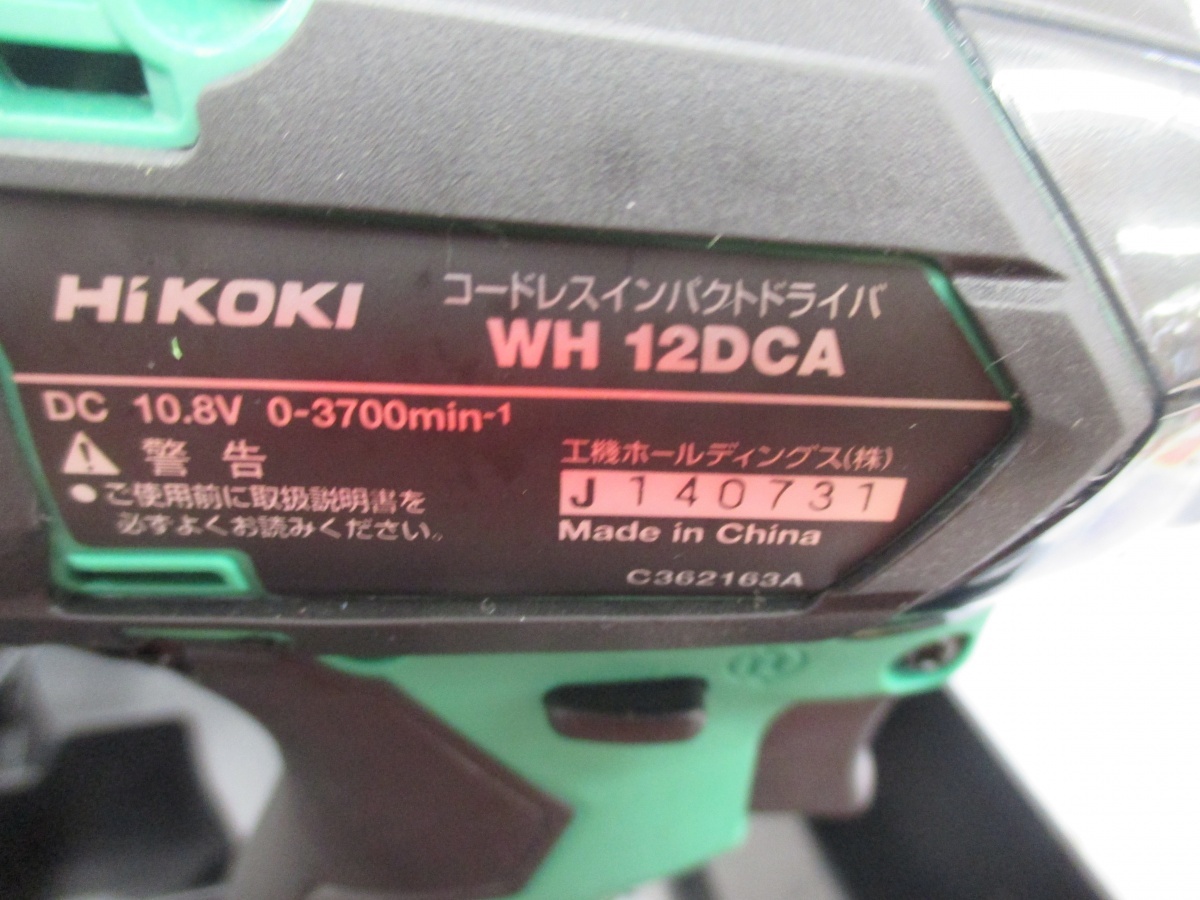 HiKOKI コードレスインパクトドライバ
WH 12DCA
DC 10.8V 0-3700min-1
警告
●ご使用前に取扱説明書を
必ずよくお読みください。
工機ホールディングス(株)
J 140731
Made in China
C362163A
R